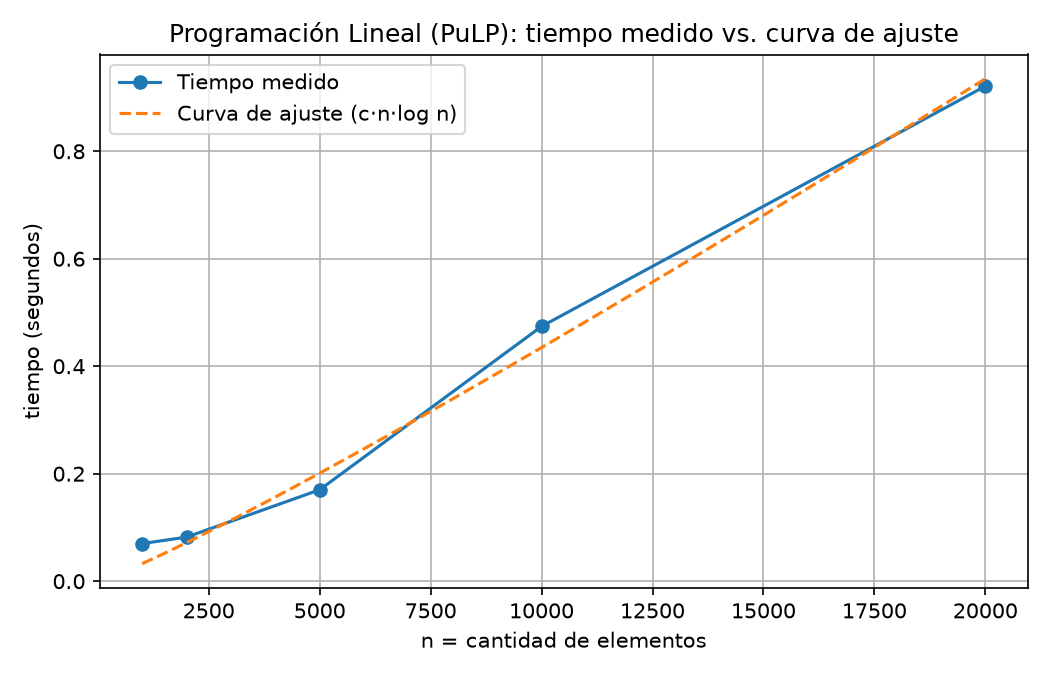 Programación Lineal (PuLP): tiempo medido vs. curva de ajuste
Tiempo medido
Curva de ajuste (c·n·log n)
tiempo (segundos)
0.8
0.6
0.4
0.2
0.0
2500 5000 7500 10000 12500 15000 17500 20000
n = cantidad de elementos